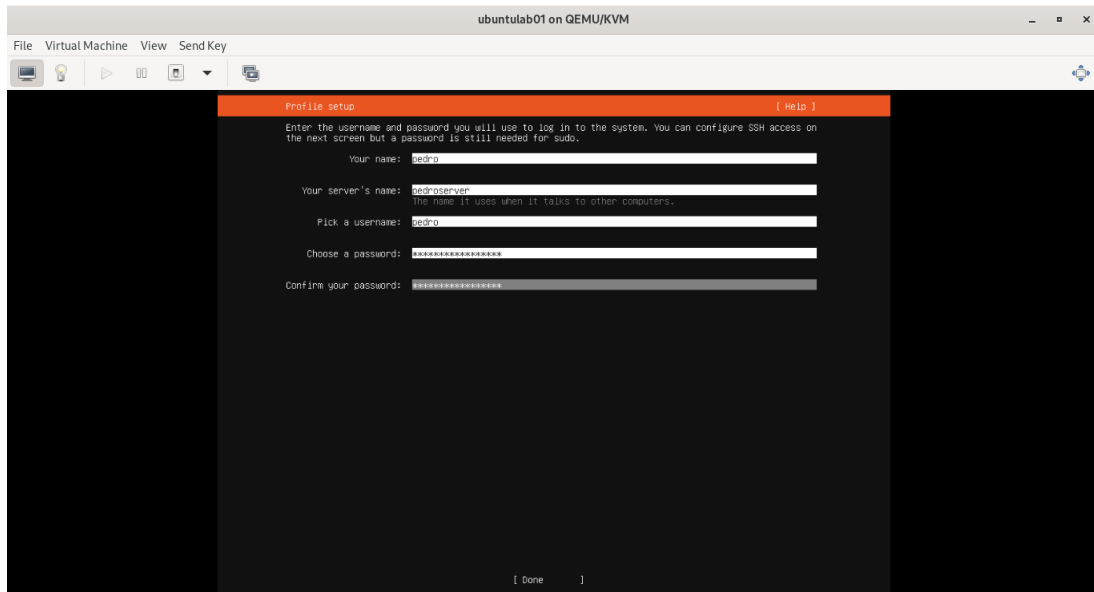 ubuntulab01 on QEMU/KVM
File Virtual Machine View Send Key
Profile setup [ Help ]
Enter the username and password you will use to log in to the system. You can configure SSH access on
the next screen but a password is still needed for sudo.
Your name: pedro
Your server's name: pedroserver
The name it uses when it talks to other computers.
Pick a username: pedro
Choose a password: *****************
Confirm your password: *****************
[ Done ]